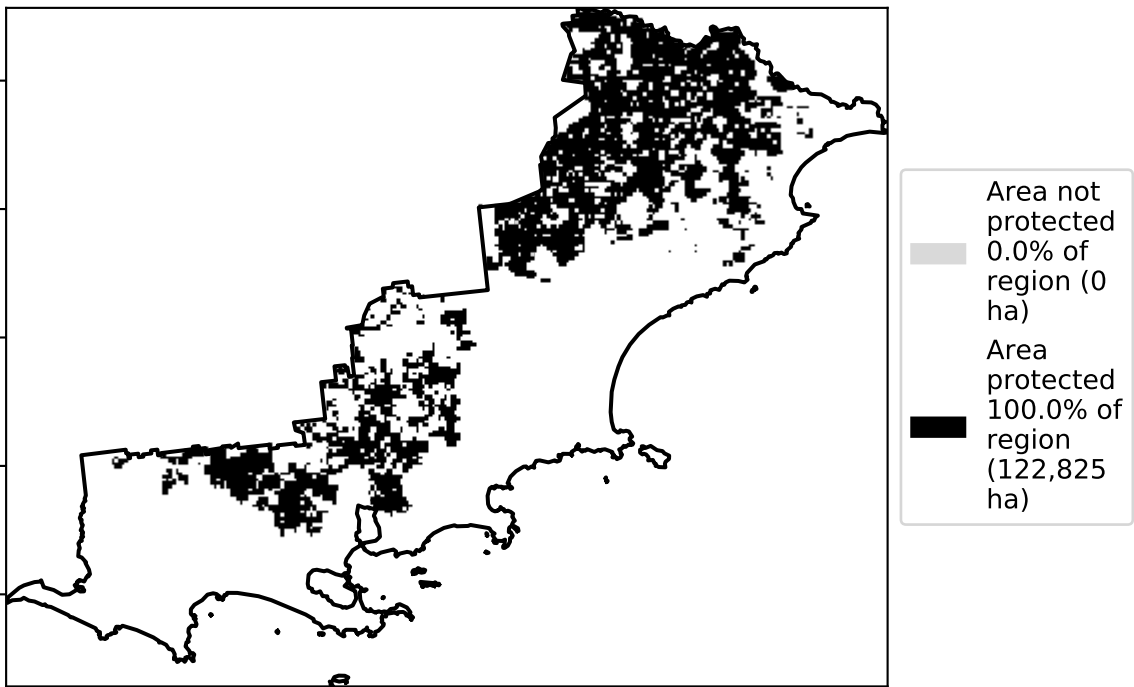 Area not
protected
0.0% of
region (0
ha)
Area
protected
100.0% of
region
(122,825
ha)